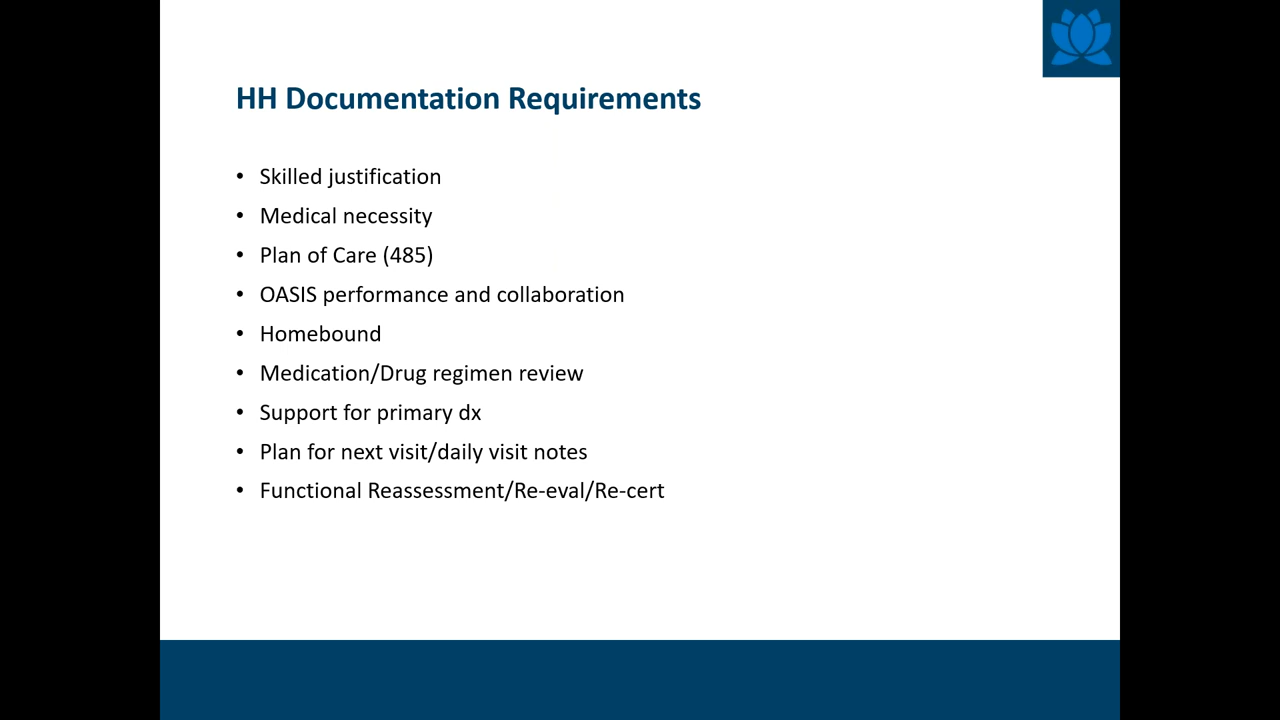 HH Documentation Requirements
• Skilled justification
• Medical necessity
• Plan of Care (485)
• OASIS performance and collaboration
• Homebound
• Medication/Drug regimen review
• Support for primary dx
• Plan for next visit/daily visit notes
• Functional Reassessment/Re-eval/Re-cert